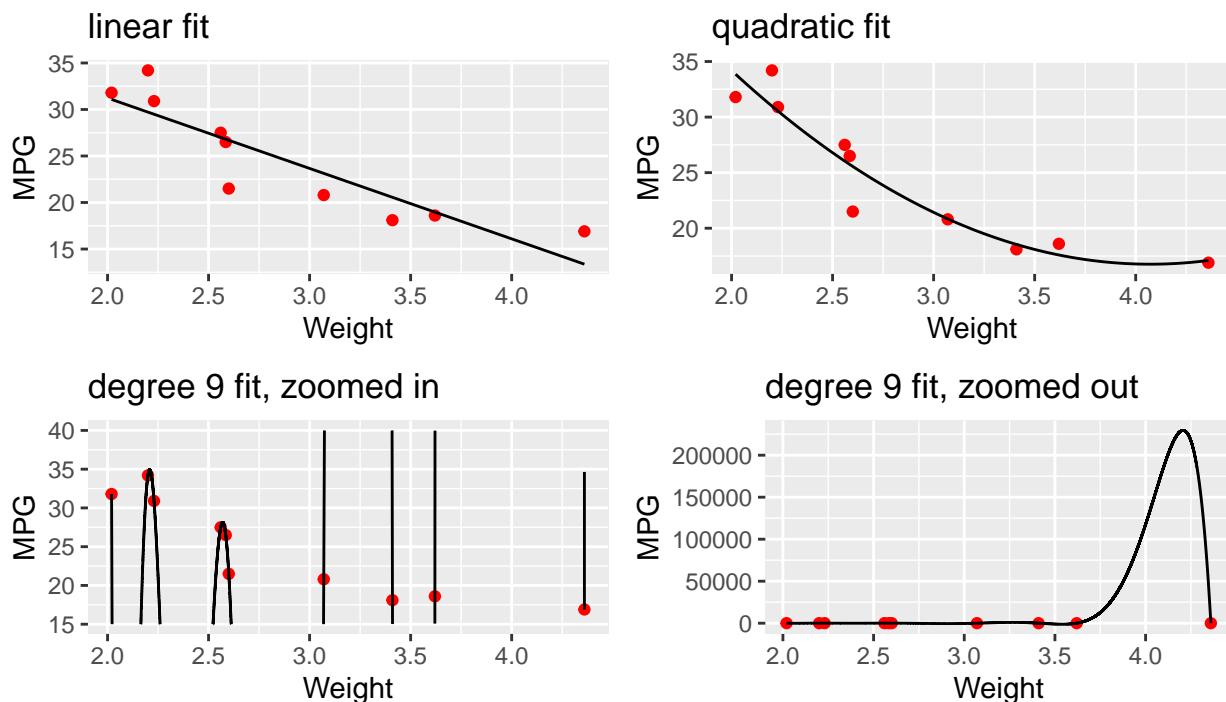 linear fit
35
30
25
20
15
MPG
2.0 2.5 3.0 3.5 4.0
Weight
quadratic fit
35
30
25
20
MPG
2.0 2.5 3.0 3.5 4.0
Weight
degree 9 fit, zoomed in
40
35
30
25
20
15
MPG
2.0 2.5 3.0 3.5 4.0
Weight
degree 9 fit, zoomed out
200000
150000
100000
50000
0
MPG
2.0 2.5 3.0 3.5 4.0
Weight